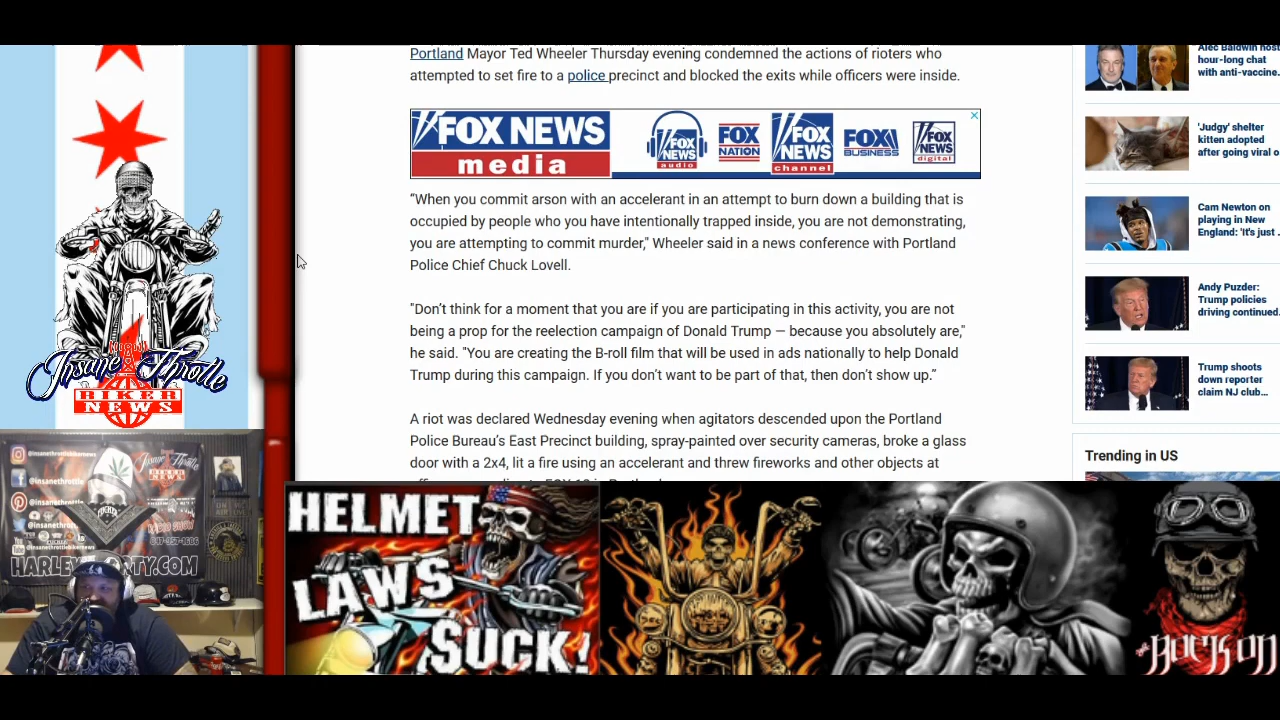 Portland Mayor Ted Wheeler Thursday evening condemned the actions of rioters who
attempted to set fire to a police precinct and blocked the exits while officers were inside.
FOX NEWS
media
FOX
NEWS
audio
FOX
NATION
FOX
NEWS
channel
FOX
BUSINESS
FOX
NEWS
digital
“When you commit arson with an accelerant in an attempt to burn down a building that is
occupied by people who you have intentionally trapped inside, you are not demonstrating,
you are attempting to commit murder," Wheeler said in a news conference with Portland
Police Chief Chuck Lovell.
"Don’t think for a moment that you are if you are participating in this activity, you are not
being a prop for the reelection campaign of Donald Trump — because you absolutely are,"
he said. "You are creating the B-roll film that will be used in ads nationally to help Donald
Trump during this campaign. If you don’t want to be part of that, then don’t show up.”
A riot was declared Wednesday evening when agitators descended upon the Portland
Police Bureau’s East Precinct building, spray-painted over security cameras, broke a glass
door with a 2x4, lit a fire using an accelerant and threw fireworks and other objects at
Alec Baldwin host
hour-long chat
with anti-vaccine...
'Judgy' shelter
kitten adopted
after going viral o
Cam Newton on
playing in New
England: 'It's just .
Andy Puzder:
Trump policies
driving continued.
Trump shoots
down reporter
claim NJ club...
Trending in US
Insane Throttle
BIKER
NEWS
@insanethrottlebikernews
@insanethrottle
@insanethrottle
@insanethrottlebikernews
RADIO SHOW
HARLEYLIBERTY.COM
HELMET
LAWS
SUCK!
ROCK ON